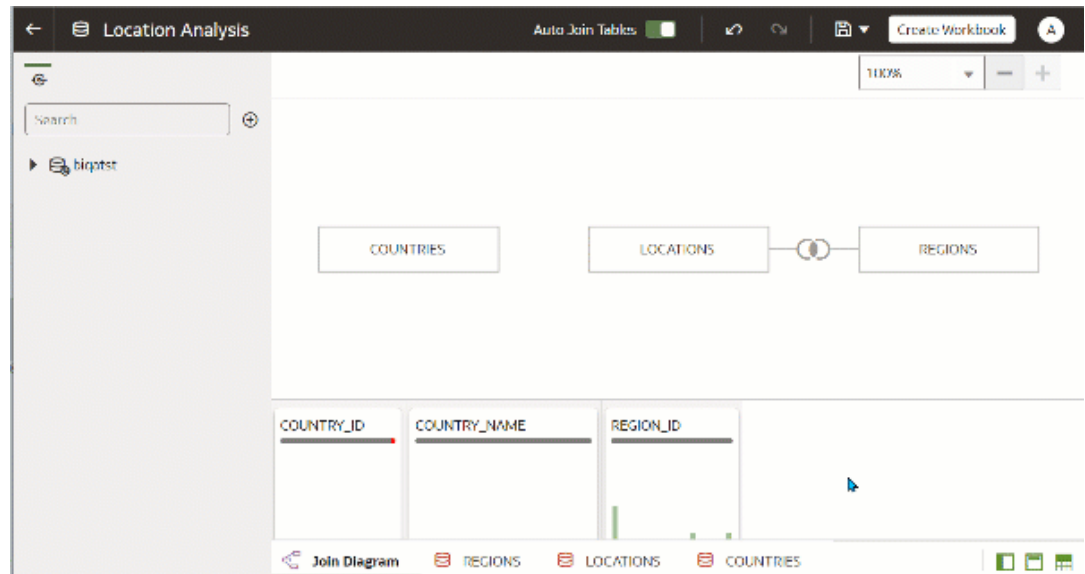 Location Analysis
Auto Join Tables
Create Workbook
A
100%
Search
biqatst
COUNTRIES
LOCATIONS
REGIONS
COUNTRY_ID
COUNTRY_NAME
REGION_ID
Join Diagram
REGIONS
LOCATIONS
COUNTRIES